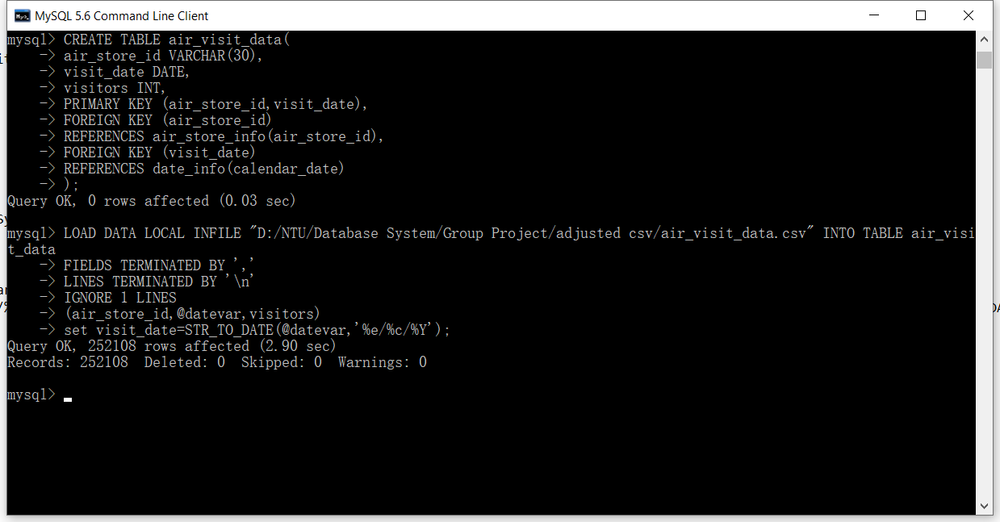 MySQL 5.6 Command Line Client
mysql> CREATE TABLE air_visit_data(
    -> air_store_id VARCHAR(30),
    -> visit_date DATE,
    -> visitors INT,
    -> PRIMARY KEY (air_store_id,visit_date),
    -> FOREIGN KEY (air_store_id)
    -> REFERENCES air_store_info(air_store_id),
    -> FOREIGN KEY (visit_date)
    -> REFERENCES date_info(calendar_date)
    -> );
Query OK, 0 rows affected (0.03 sec)
mysql> LOAD DATA LOCAL INFILE "D:/NTU/Database System/Group Project/adjusted csv/air_visit_data.csv" INTO TABLE air_visi
t_data
    -> FIELDS TERMINATED BY ','
    -> LINES TERMINATED BY '\n'
    -> IGNORE 1 LINES
    -> (air_store_id,@datevar,visitors)
    -> set visit_date=STR_TO_DATE(@datevar,'%e/%c/%Y');
Query OK, 252108 rows affected (2.90 sec)
Records: 252108  Deleted: 0  Skipped: 0  Warnings: 0
mysql>